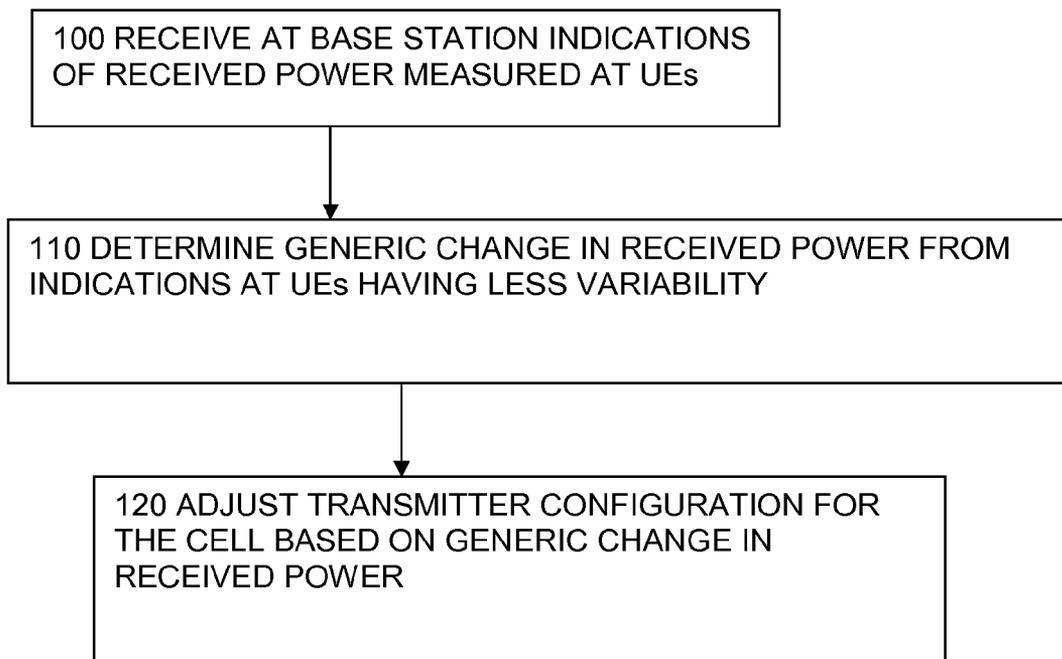 100 RECEIVE AT BASE STATION INDICATIONS
OF RECEIVED POWER MEASURED AT UEs
110 DETERMINE GENERIC CHANGE IN RECEIVED POWER FROM
INDICATIONS AT UEs HAVING LESS VARIABILITY
120 ADJUST TRANSMITTER CONFIGURATION FOR
THE CELL BASED ON GENERIC CHANGE IN
RECEIVED POWER